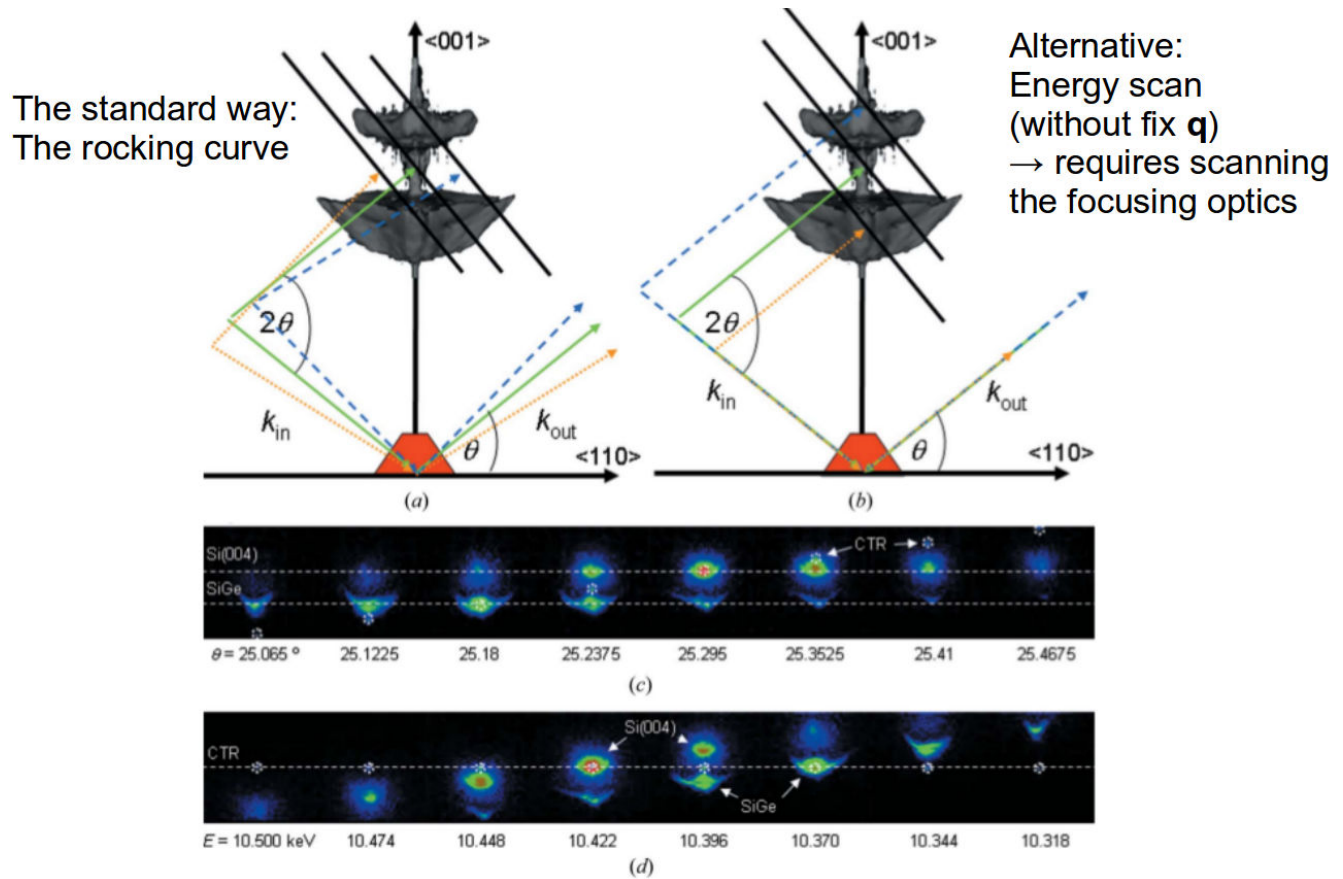 The standard way:
The rocking curve
<001>
2θ
k_in
k_out
θ
<110>
(a)
<001>
2θ
k_in
k_out
θ
<110>
(b)
Alternative:
Energy scan
(without fix q)
→ requires scanning
the focusing optics
Si(004)
SiGe
CTR
θ = 25.065 ° 25.1225 25.18 25.2375 25.295 25.3525 25.41 25.4675
(c)
Si(004)
CTR
SiGe
E = 10.500 keV 10.474 10.448 10.422 10.396 10.370 10.344 10.318
(d)